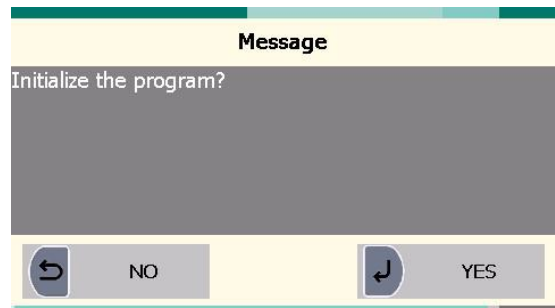 Message
Initialize the program?
NO
YES